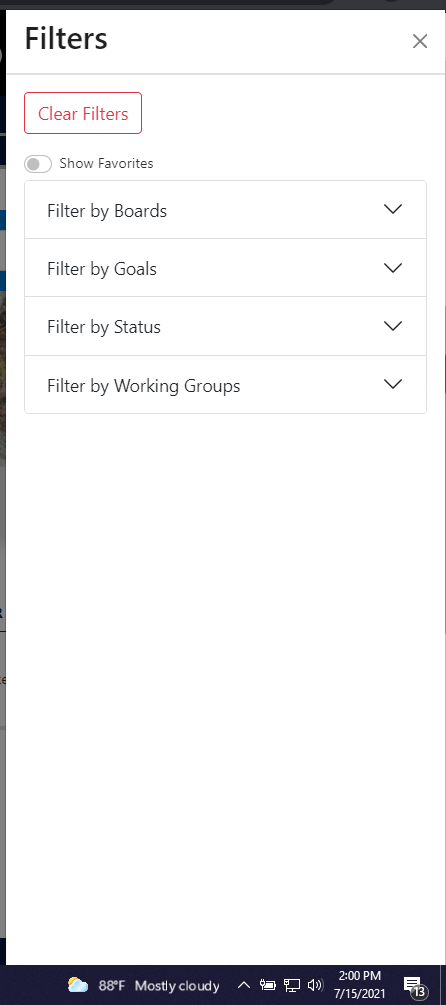 Filters
Clear Filters
Show Favorites
Filter by Boards
Filter by Goals
Filter by Status
Filter by Working Groups
88°F Mostly cloudy
2:00 PM
7/15/2021
13